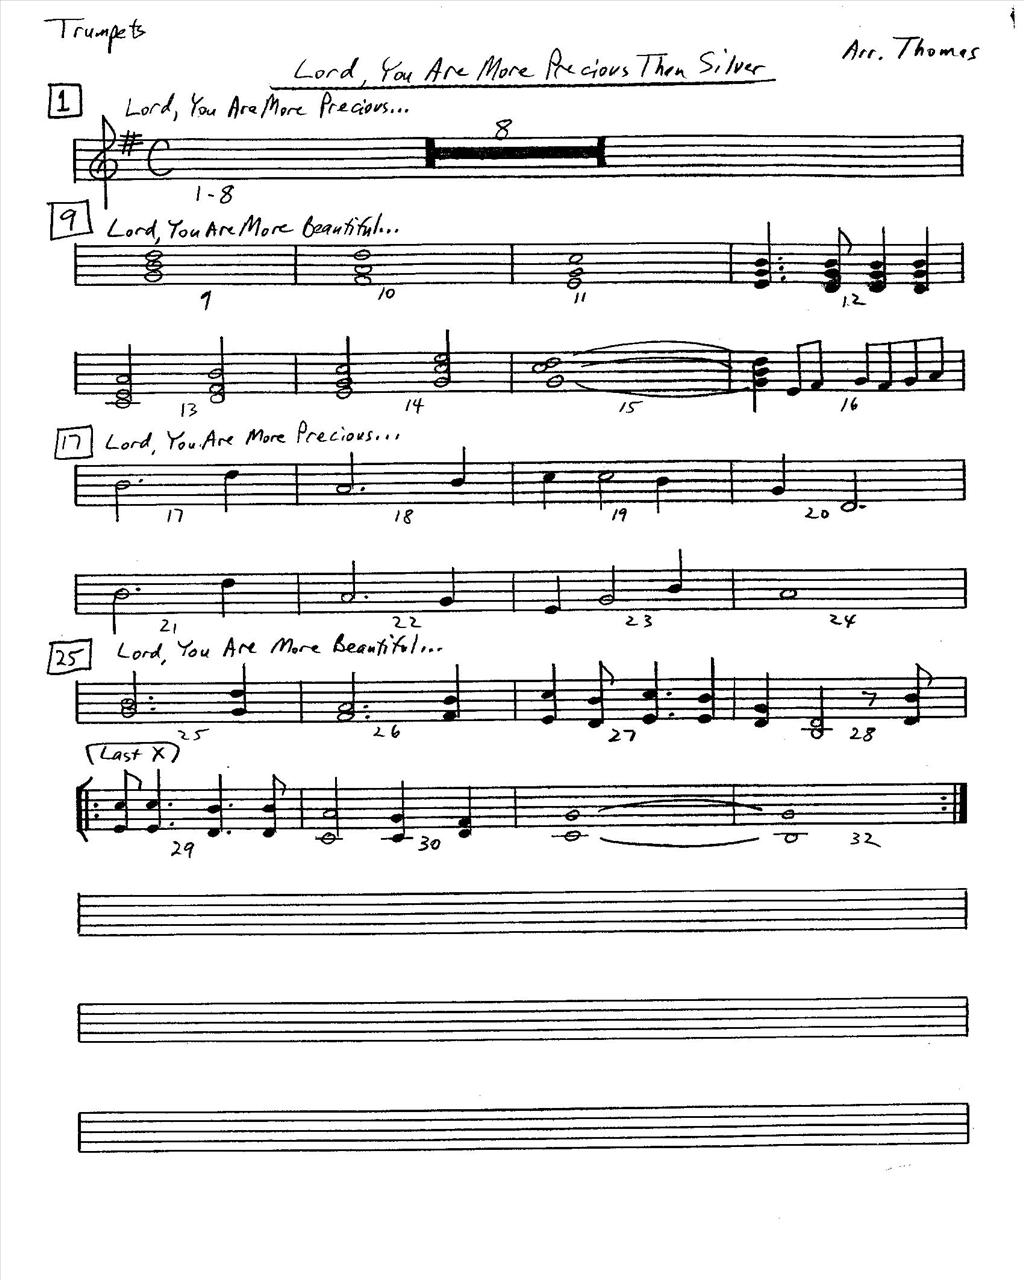 Trumpets
Arr. Thomas
Lord, You Are More Precious Than Silver
1 Lord, You Are More Precious...
8
1-8
9 Lord, You Are More Beautiful...
9 10 11 12
13 14 15 16
17 Lord, You Are More Precious...
17 18 19 20
21 22 23 24
25 Lord, You Are More Beautiful...
25 26 27 28
(Last X)
29 30 32